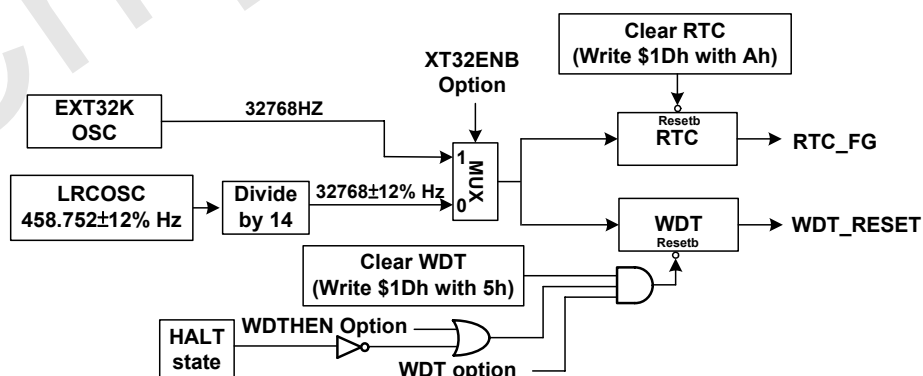 Clear RTC
(Write $1Dh with Ah)
XT32ENB
Option
EXT32K
OSC
32768HZ
Resetb
RTC
RTC_FG
1
MUX
0
LRCOSC
458.752±12% Hz
Divide
by 14
32768±12% Hz
WDT
Resetb
WDT_RESET
Clear WDT
(Write $1Dh with 5h)
WDTHEN Option
HALT
state
WDT option